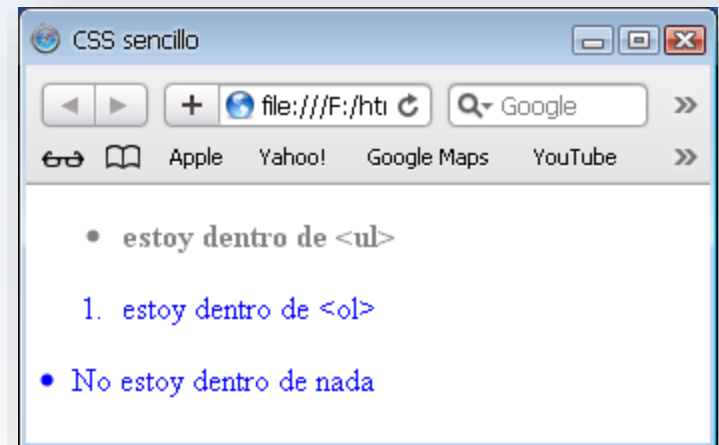 CSS sencillo
file:///F:/htı Google
Apple Yahoo! Google Maps YouTube
• estoy dentro de <ul>
1. estoy dentro de <ol>
• No estoy dentro de nada